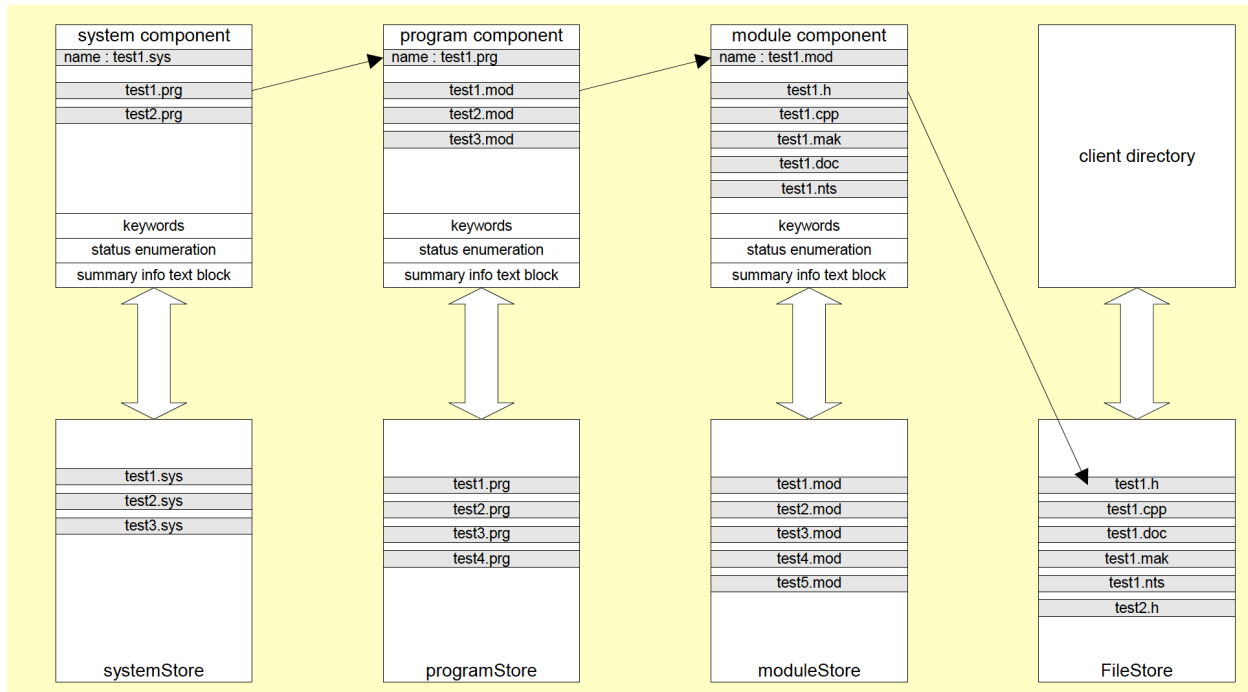 system component
name : test1.sys
test1.prg
test2.prg
keywords
status enumeration
summary info text block
program component
name : test1.prg
test1.mod
test2.mod
test3.mod
keywords
status enumeration
summary info text block
module component
name : test1.mod
test1.h
test1.cpp
test1.mak
test1.doc
test1.nts
keywords
status enumeration
summary info text block
client directory
test1.sys
test2.sys
test3.sys
systemStore
test1.prg
test2.prg
test3.prg
test4.prg
programStore
test1.mod
test2.mod
test3.mod
test4.mod
test5.mod
moduleStore
test1.h
test1.cpp
test1.doc
test1.mak
test1.nts
test2.h
FileStore